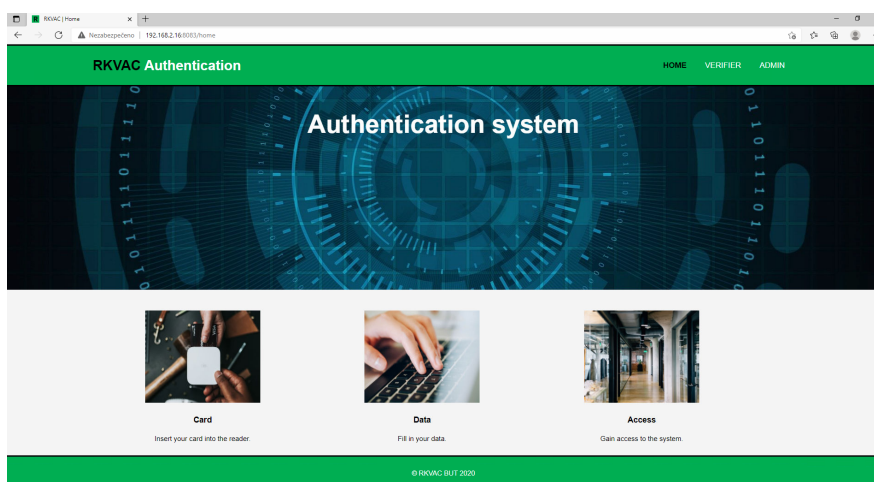 RKVAC | Home
Nezabezpečeno | 192.168.2.16:8083/home
RKVAC Authentication
HOME VERIFIER ADMIN
Authentication system
Card
Data
Access
Insert your card into the reader.
Fill in your data.
Gain access to the system.
© RKVAC BUT 2020